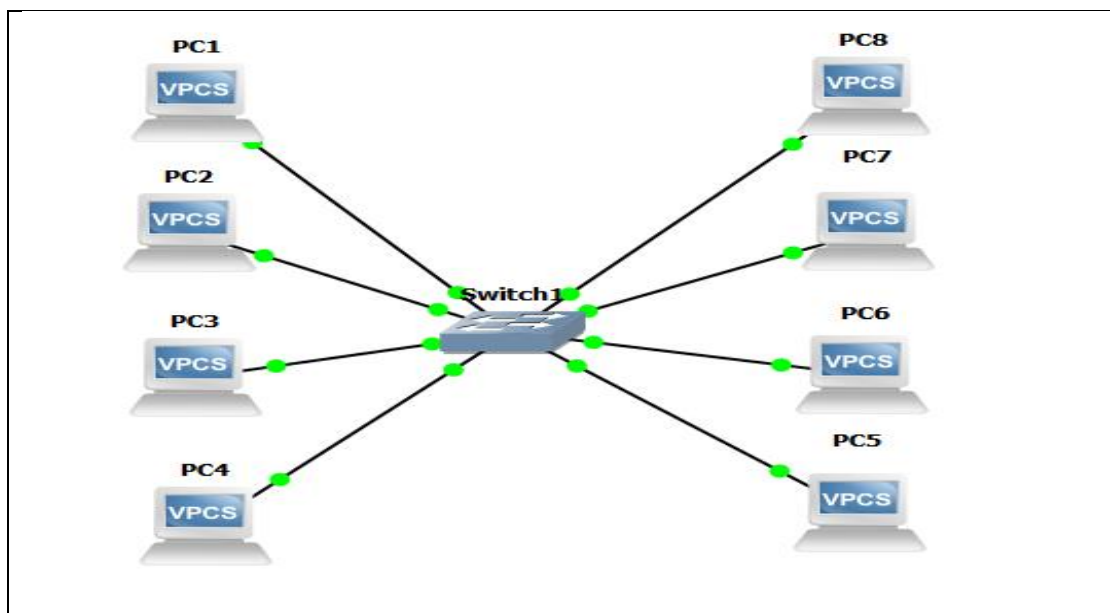 PC1
VPCS
PC8
VPCS
PC2
VPCS
PC7
VPCS
Switch1
PC3
VPCS
PC6
VPCS
PC4
VPCS
PC5
VPCS